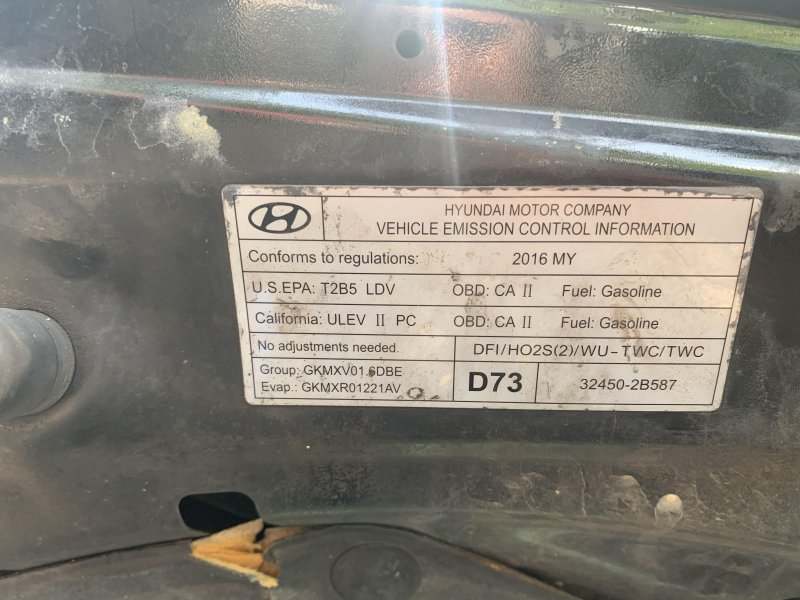 HYUNDAI MOTOR COMPANY
VEHICLE EMISSION CONTROL INFORMATION
Conforms to regulations: 2016 MY
U.S.EPA: T2B5 LDV OBD: CA II Fuel: Gasoline
California: ULEV II PC OBD: CA II Fuel: Gasoline
No adjustments needed. DFI/HO2S(2)/WU-TWC/TWC
Group: GKMXV01.6DBE
Evap.: GKMXR01221AV
D73
32450-2B587